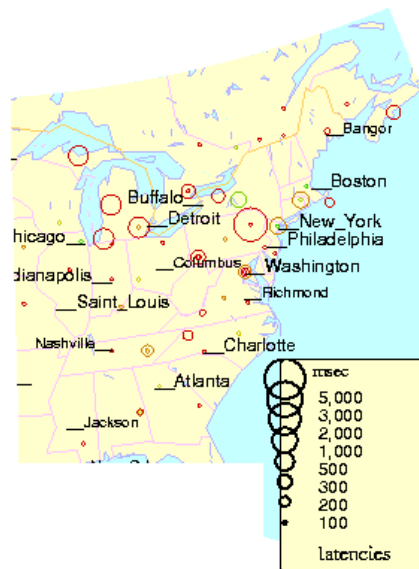 Bangor
Boston
Buffalo
Detroit
New_York
hicago
Philadelphia
Columbus
Washington
dianapolis
Richmond
Saint_Louis
Nashville
Charlotte
Atlanta
Jackson
msec
5,000
3,000
2,000
1,000
500
300
200
100
latencies